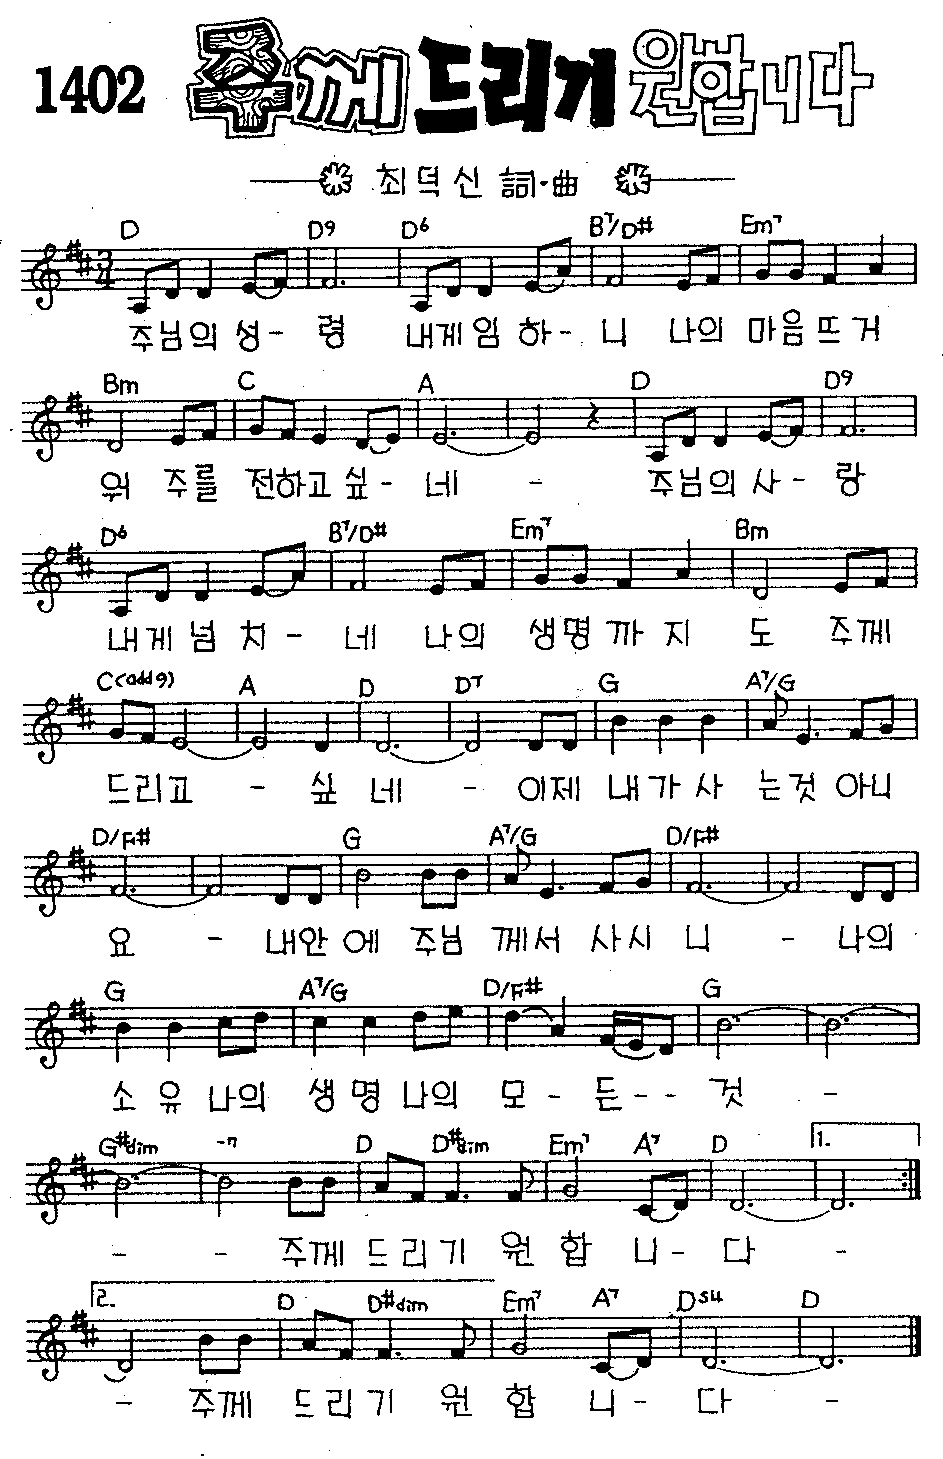 1402 주께 드리기 원합니다
최덕신 詞·曲
D D9 D6 B7/D# Em7
주님의 성- 령 내게 임하- 니 나의 마음 뜨거
Bm C A D D9
워 주를 전하고 싶- 네 - 주님의 사- 랑
D6 B7/D# Em7 Bm
내게 넘치- 네 나의 생명까지 도 주께
C(add9) A D D7 G A7/G
드리고 - 싶 네 - 이제 내가 사 는것 아니
D/F# G A7/G D/F#
요 - 내안에 주님 께서 사시 니 - 나의
G A7/G D/F# G
소유 나의 생명 나의 모- 든-- 것 -
G#dim -7 D D#dim Em7 A7 D 1.
- - 주께 드리기 원합 니- 다 -
2. D D#dim Em7 A7 Dsu4 D
- 주께 드리기 원합 니- 다 -